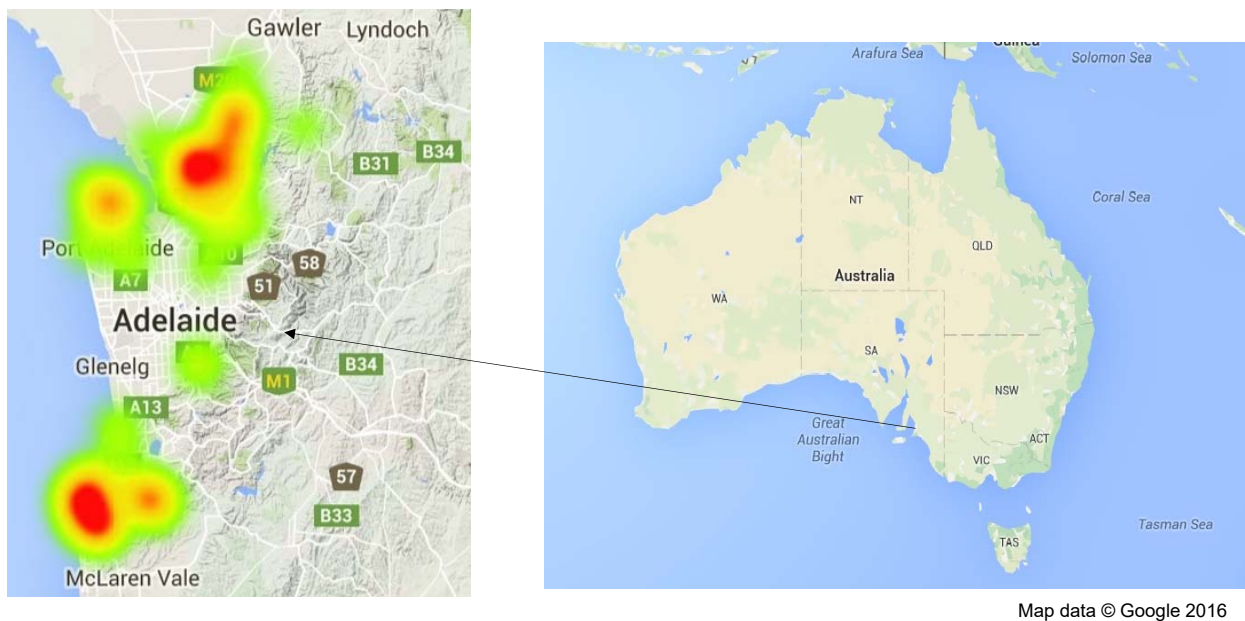 Gawler
Lyndoch
B31
B34
Port Adelaide
A7
58
51
Adelaide
Glenelg
M1
B34
A13
57
B33
McLaren Vale
Arafura Sea
Solomon Sea
Coral Sea
NT
QLD
Australia
WA
SA
NSW
Great
Australian
Bight
ACT
VIC
Tasman Sea
TAS
Map data © Google 2016